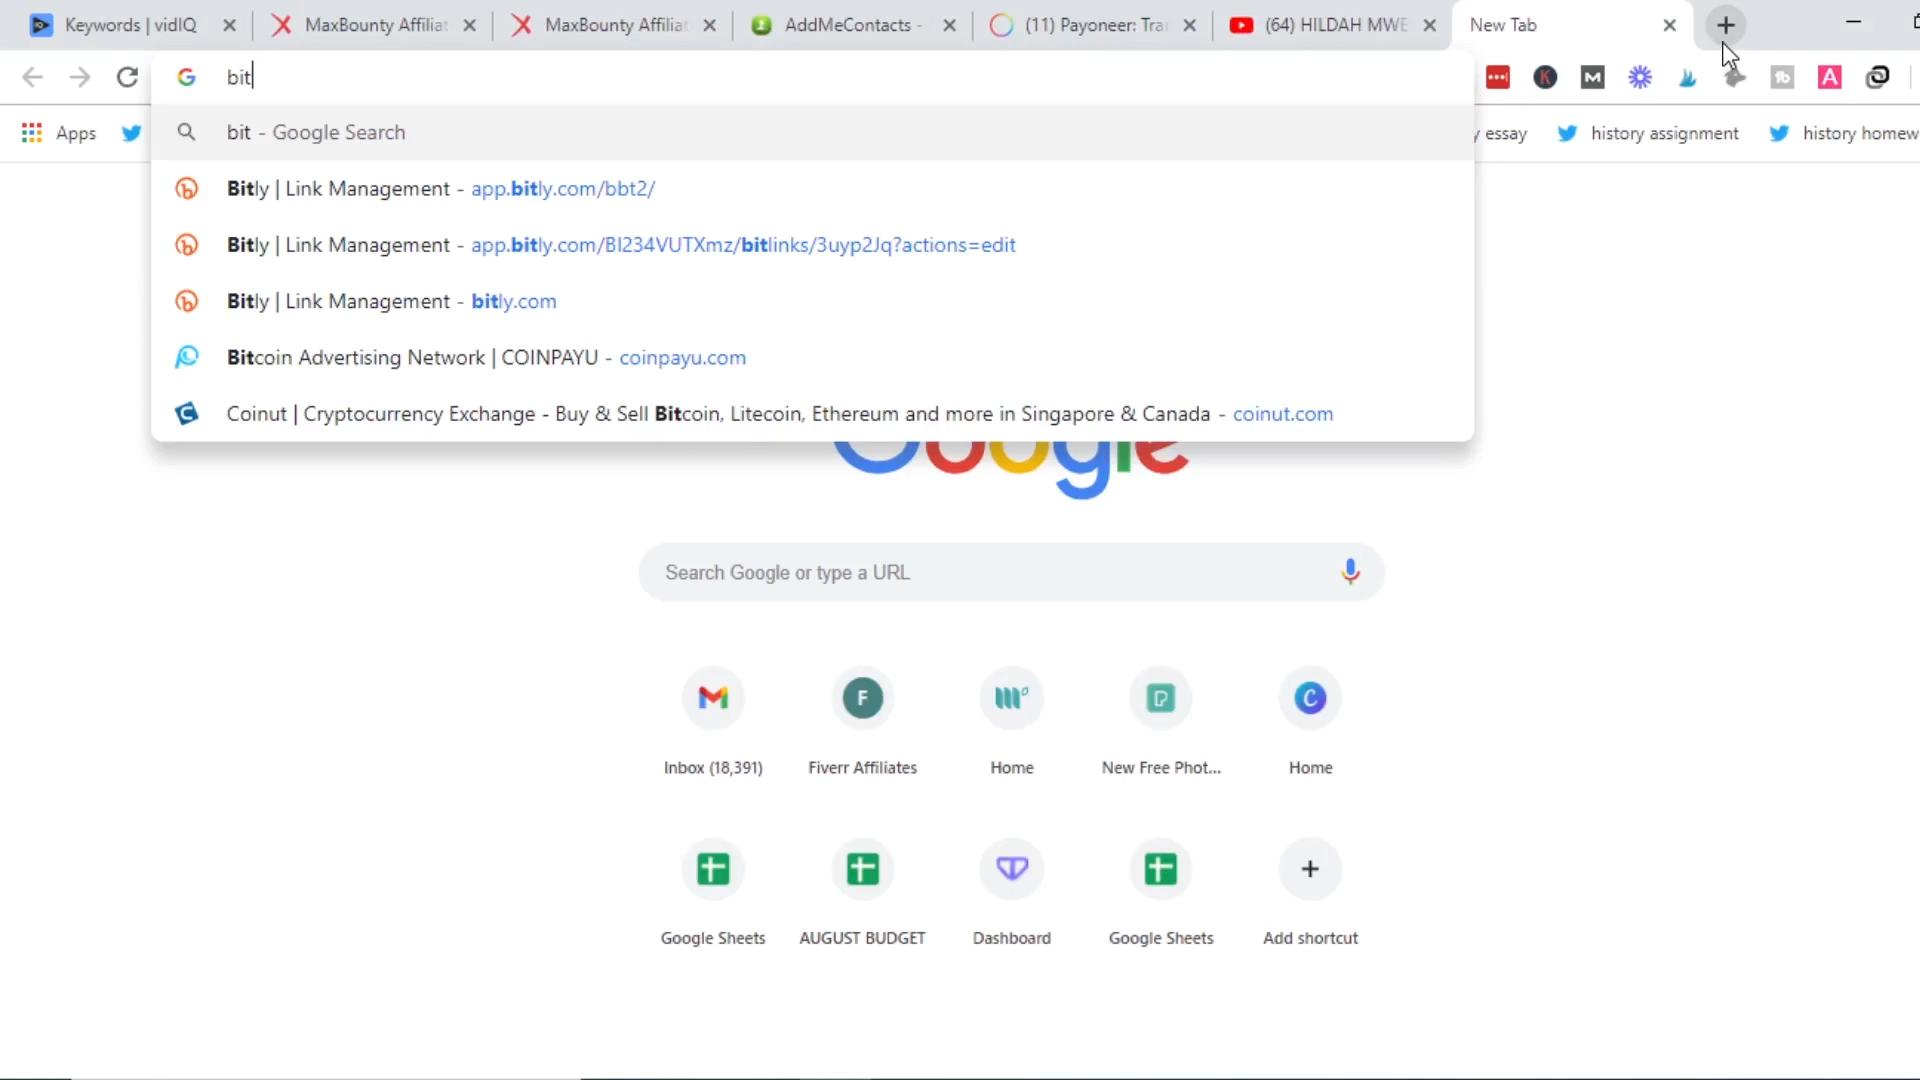 Keywords | vidIQ
MaxBounty Affiliat
MaxBounty Affiliat
AddMeContacts -
(11) Payoneer: Tra
(64) HILDAH MWE
New Tab
bit
Apps
bit - Google Search
y essay
history assignment
history homew
Bitly | Link Management - app.bitly.com/bbt2/
Bitly | Link Management - app.bitly.com/Bl234VUTXmz/bitlinks/3uyp2Jq?actions=edit
Bitly | Link Management - bitly.com
Bitcoin Advertising Network | COINPAYU - coinpayu.com
Coinut | Cryptocurrency Exchange - Buy & Sell Bitcoin, Litecoin, Ethereum and more in Singapore & Canada - coinut.com
Google
Search Google or type a URL
Inbox (18,391)
Fiverr Affiliates
Home
New Free Phot...
Home
Google Sheets
AUGUST BUDGET
Dashboard
Google Sheets
Add shortcut